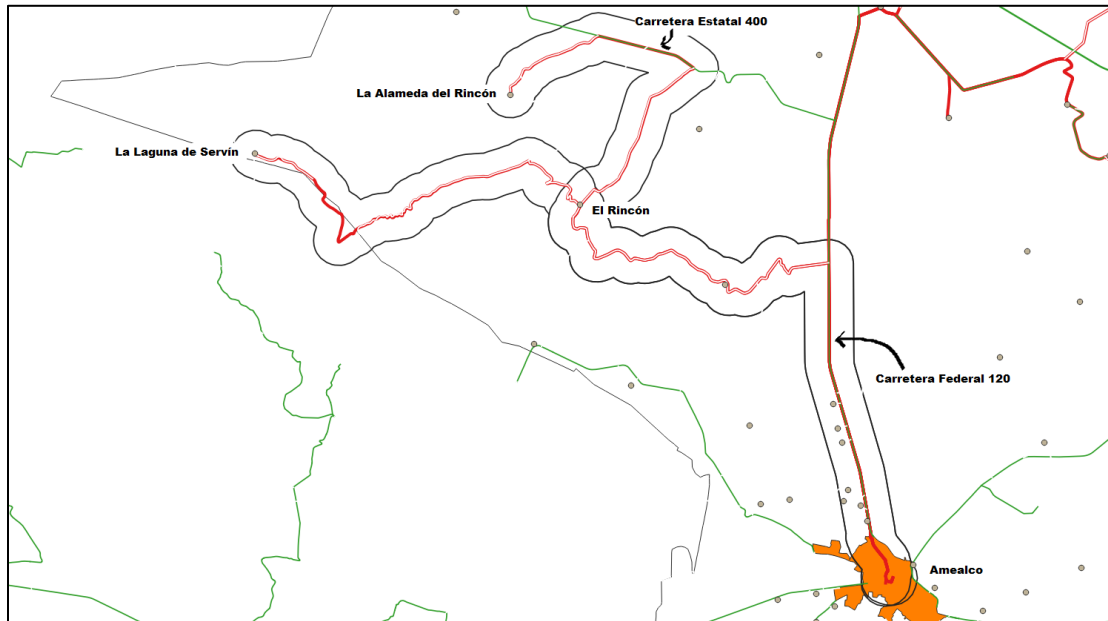 Carretera Estatal 400
La Alameda del Rincón
La Laguna de Servín
El Rincón
Carretera Federal 120
Amealco